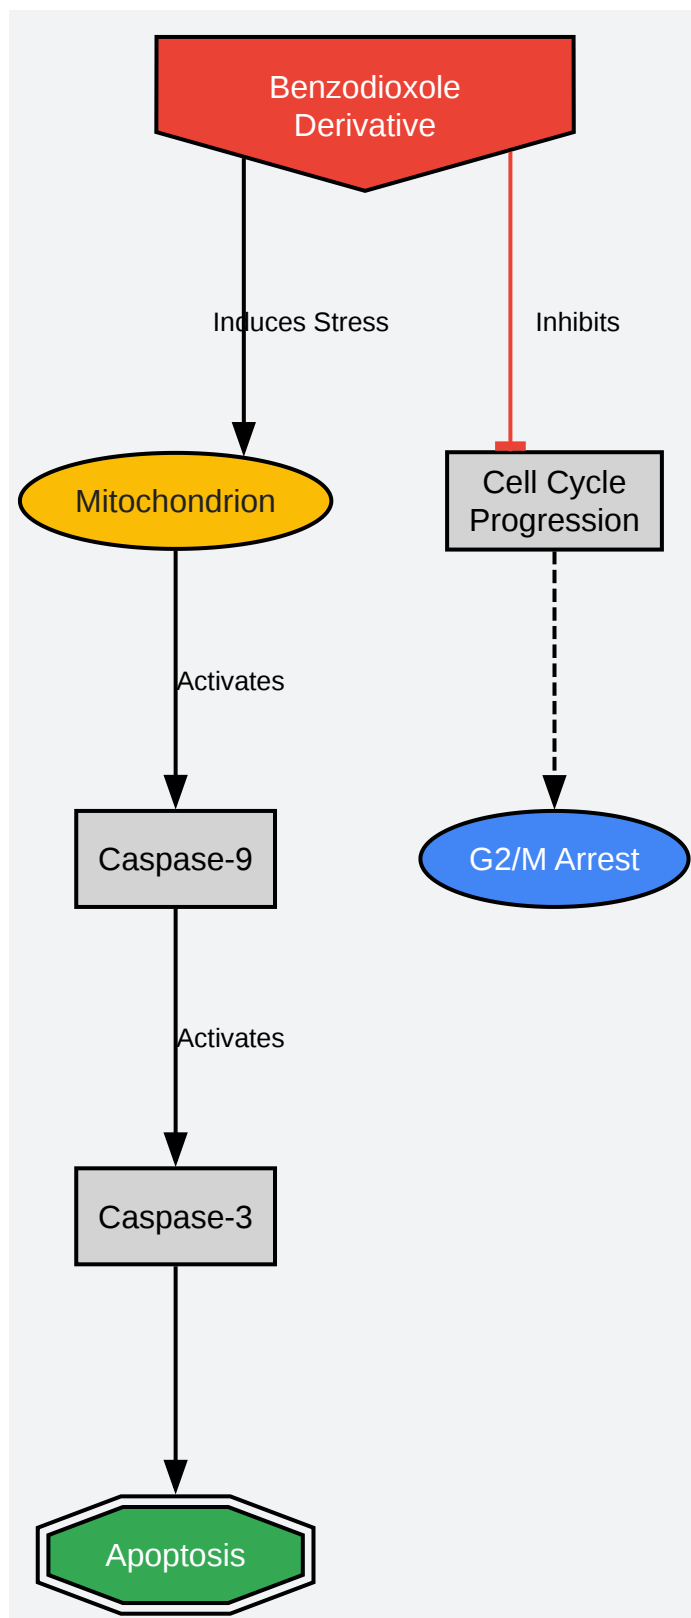 Benzodioxole
Derivative
Induces Stress
Inhibits
Mitochondrion
Cell Cycle
Progression
Activates
Caspase-9
G2/M Arrest
Activates
Caspase-3
Apoptosis